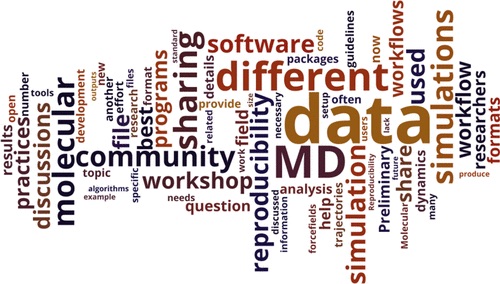 data
MD
different
simulations
simulation
molecular
community
sharing
reproducibility
software
workshop
discussions
practices
programs
workflow
workflows
used
share
file
best
field
question
analysis
help
results
researchers
formats
dynamics
Preliminary
packages
guidelines
code
now
details
provide
often
setup
necessary
size
related
work
users
lack
future
Reproducibility
Molecular
many
produce
trajectories
forcefields
discussed
information
needs
specific
topic
algorithms
example
development
outputs
another
effort
research
new
files
format
standard
number
tools
open